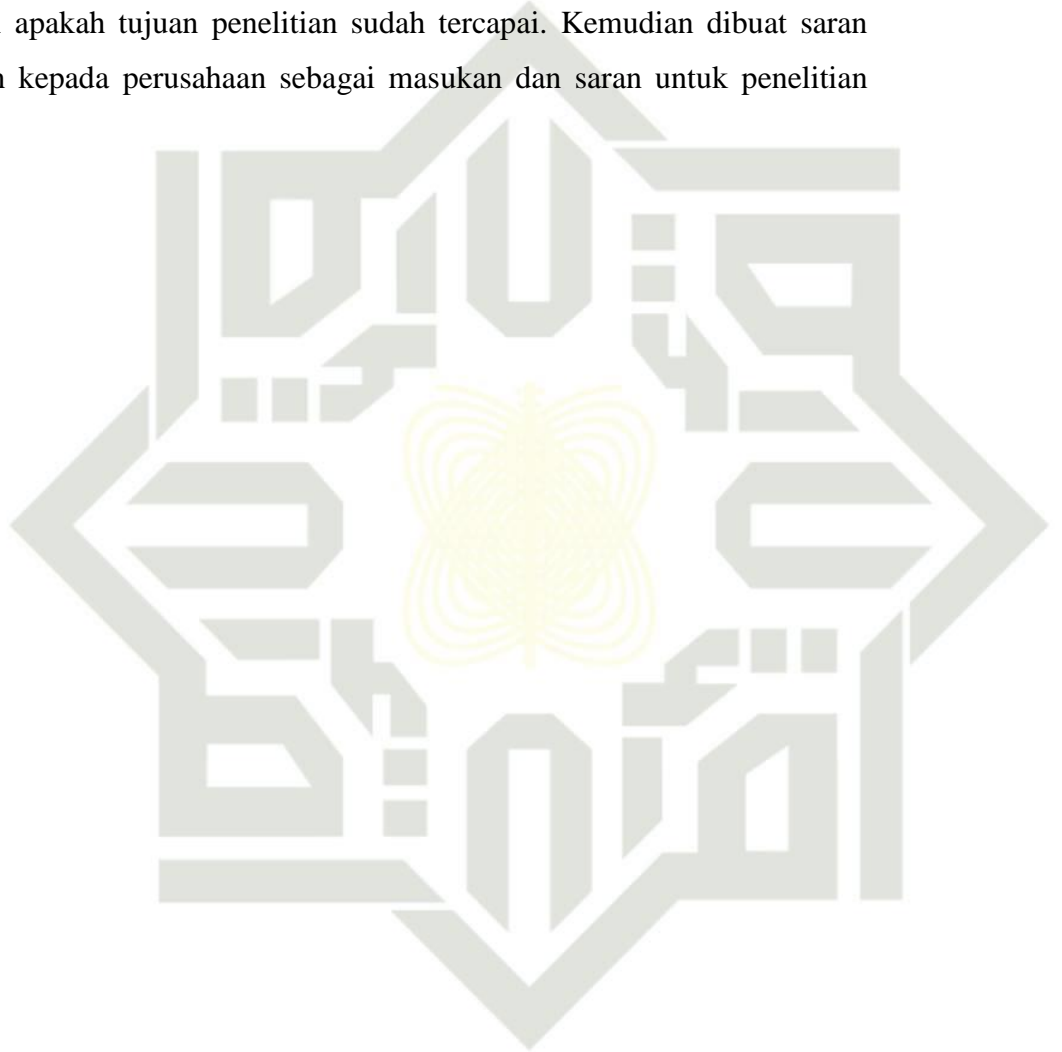 apakah tujuan penelitian sudah tercapai. Kemudian dibuat saran
kepada perusahaan sebagai masukan dan saran untuk penelitian